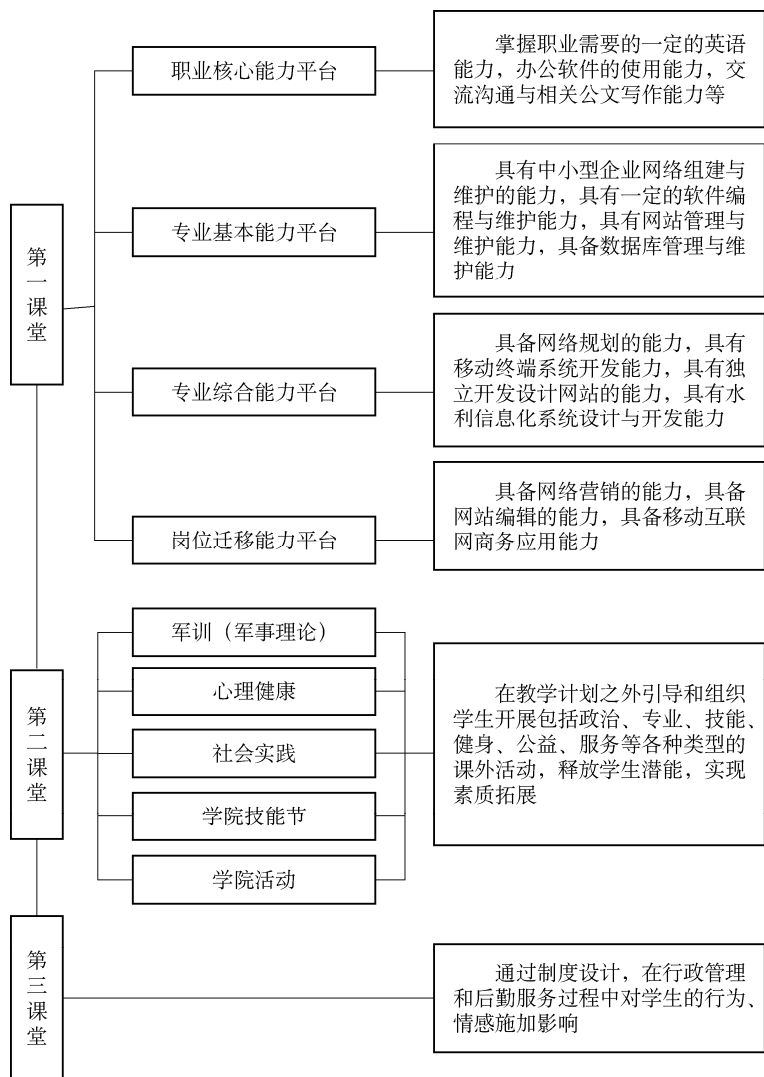 第一课堂
职业核心能力平台
掌握职业需要的一定的英语
能力，办公软件的使用能力，交
流沟通与相关公文写作能力等
专业基本能力平台
具有中小型企业网络组建与
维护的能力，具有一定的软件编
程与维护能力，具有网站管理与
维护能力，具备数据库管理与维
护能力
专业综合能力平台
具备网络规划的能力，具有
移动终端系统开发能力，具有独
立开发设计网站的能力，具有水
利信息化系统设计与开发能力
岗位迁移能力平台
具备网络营销的能力，具备
网站编辑的能力，具备移动互联
网商务应用能力
第二课堂
军训（军事理论）
心理健康
社会实践
学院技能节
学院活动
在教学计划之外引导和组织
学生开展包括政治、专业、技能、
健身、公益、服务等各种类型的
课外活动，释放学生潜能，实现
素质拓展
第三课堂
通过制度设计，在行政管理
和后勤服务过程中对学生的行为、
情感施加影响